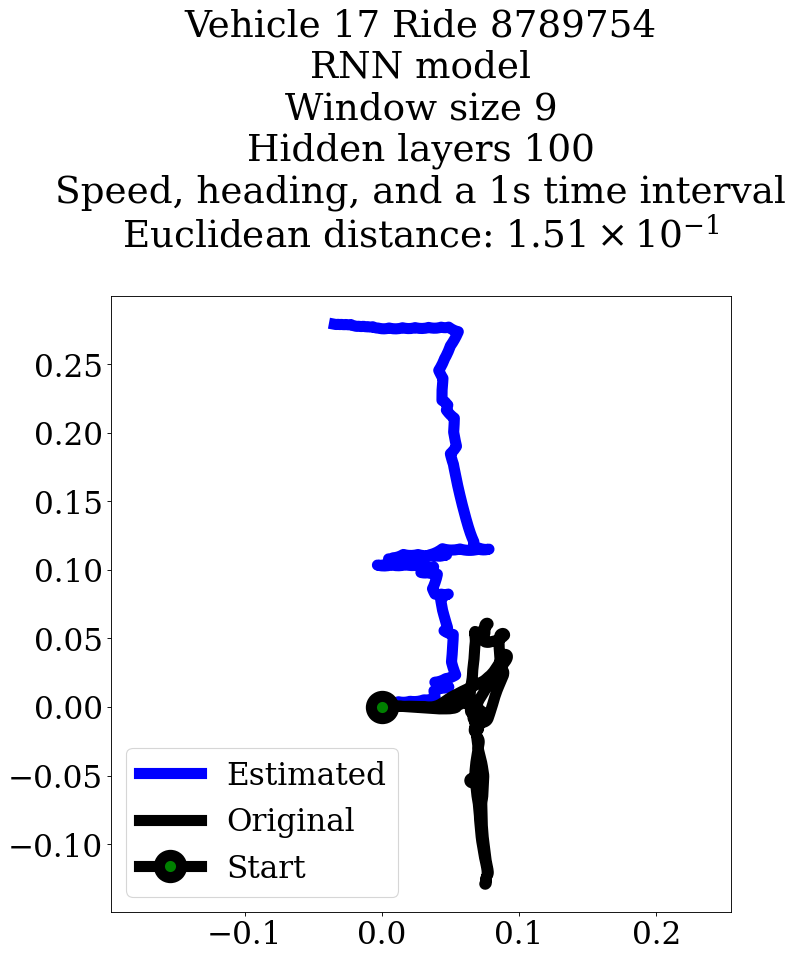 Vehicle 17 Ride 8789754
RNN model
Window size 9
Hidden layers 100
Speed, heading, and a 1s time interval
Euclidean distance: 1.51 × 10⁻¹
0.25
0.20
0.15
0.10
0.05
0.00
−0.05
−0.10
Estimated
Original
Start
−0.1 0.0 0.1 0.2